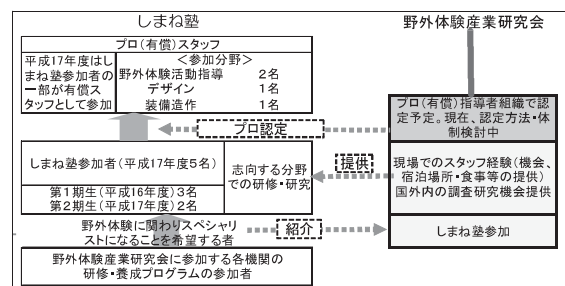 しまね塾
野外体験産業研究会
プロ(有償)スタッフ
平成17年度はし
まね塾参加者の
一部が有償ス
タッフとして参加
＜参加分野＞
野外体験活動指導　2名
デザイン　1名
装備造作　1名
プロ(有償)指導者組織で認
定予定。現在、認定方法・体
制検討中
プロ認定
しまね塾参加者(平成17年度5名)
第1期生(平成16年度)3名
第2期生(平成17年度)2名
志向する分野
での研修・研究
提供
現場でのスタッフ経験(機会、
宿泊場所・食事等の提供)
国内外の調査研究機会提供
野外体験に関わりスペシャリ
ストになることを希望する者
紹介
しまね塾参加
野外体験産業研究会に参加する各機関の
研修・養成プログラムの参加者